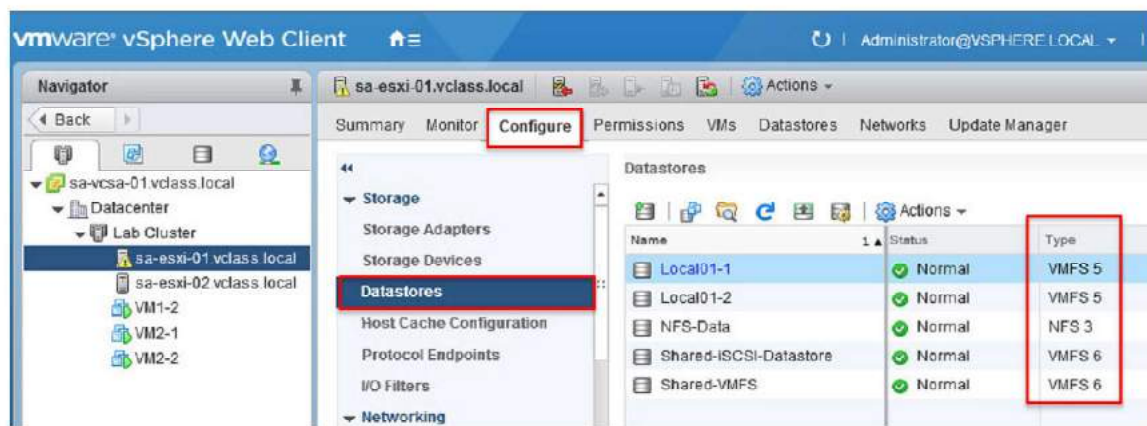 vmware® vSphere Web Client
Administrator@VSPHERE.LOCAL
Navigator
Back
sa-vcsa-01.vclass.local
Datacenter
Lab Cluster
sa-esxi-01.vclass.local
sa-esxi-02.vclass.local
VM1-2
VM2-1
VM2-2
sa-esxi-01.vclass.local Actions
Summary Monitor Configure Permissions VMs Datastores Networks Update Manager
Storage
Storage Adapters
Storage Devices
Datastores
Host Cache Configuration
Protocol Endpoints
I/O Filters
Networking
Datastores
Actions
Name 1 Status Type
Local01-1 Normal VMFS 5
Local01-2 Normal VMFS 5
NFS-Data Normal NFS 3
Shared-iSCSI-Datastore Normal VMFS 6
Shared-VMFS Normal VMFS 6